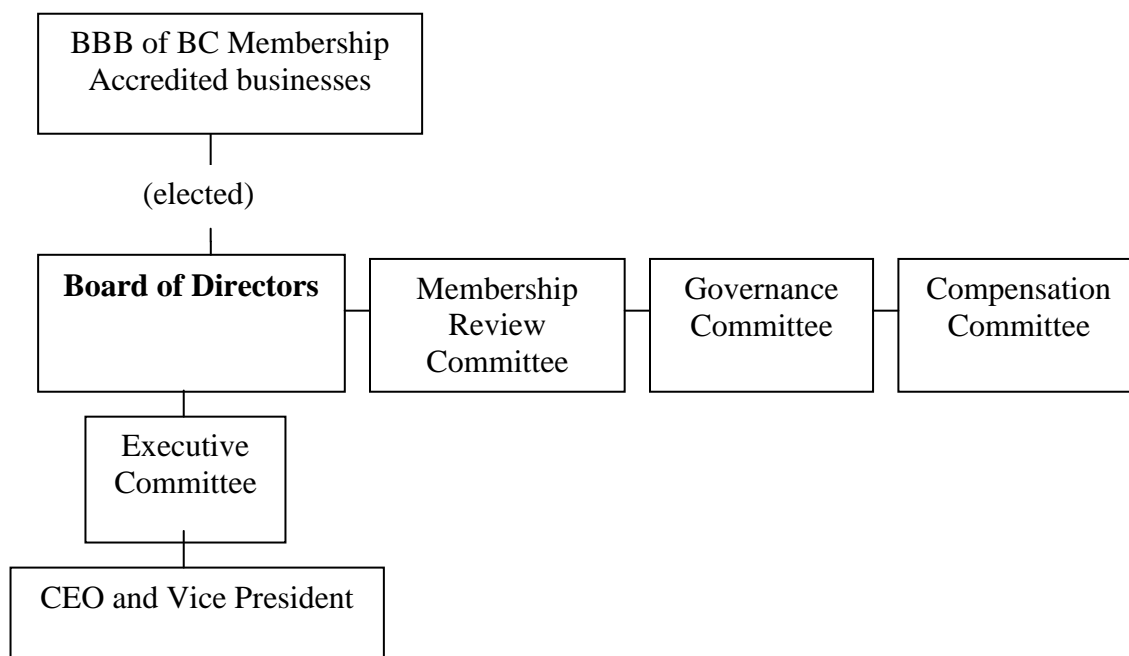 BBB of BC Membership
Accredited businesses
(elected)
Board of Directors
Membership
Review
Committee
Governance
Committee
Compensation
Committee
Executive
Committee
CEO and Vice President